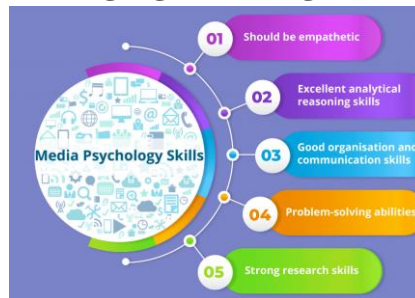 Media Psychology Skills
01
Should be empathetic
02
Excellent analytical
reasoning skills
03
Good organisation and
communication skills
04
Problem-solving abilities
05
Strong research skills